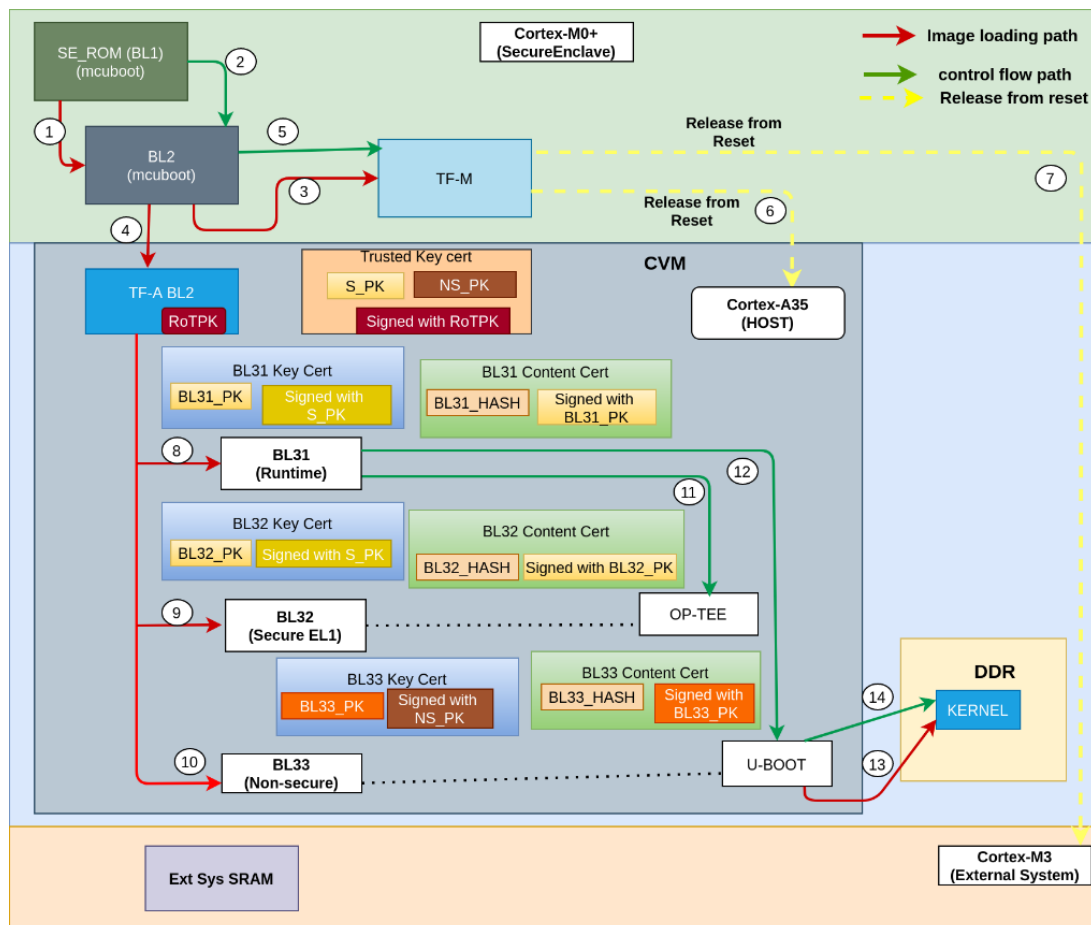 SE_ROM (BL1)
(mcuboot)
2
Cortex-M0+
(SecureEnclave)
Image loading path
control flow path
Release from reset
1
5
BL2
(mcuboot)
3
TF-M
Release from
Reset
7
4
Release from
Reset
6
CVM
TF-A BL2
RoTPK
Trusted Key cert
S_PK
NS_PK
Signed with RoTPK
Cortex-A35
(HOST)
BL31 Key Cert
BL31_PK
Signed with
S_PK
BL31 Content Cert
BL31_HASH
Signed with
BL31_PK
8
BL31
(Runtime)
12
11
BL32 Key Cert
BL32_PK
Signed with S_PK
BL32 Content Cert
BL32_HASH
Signed with BL32_PK
9
BL32
(Secure EL1)
OP-TEE
BL33 Key Cert
BL33_PK
Signed with
NS_PK
BL33 Content Cert
BL33_HASH
Signed with
BL33_PK
DDR
14
KERNEL
10
BL33
(Non-secure)
U-BOOT
13
Ext Sys SRAM
Cortex-M3
(External System)